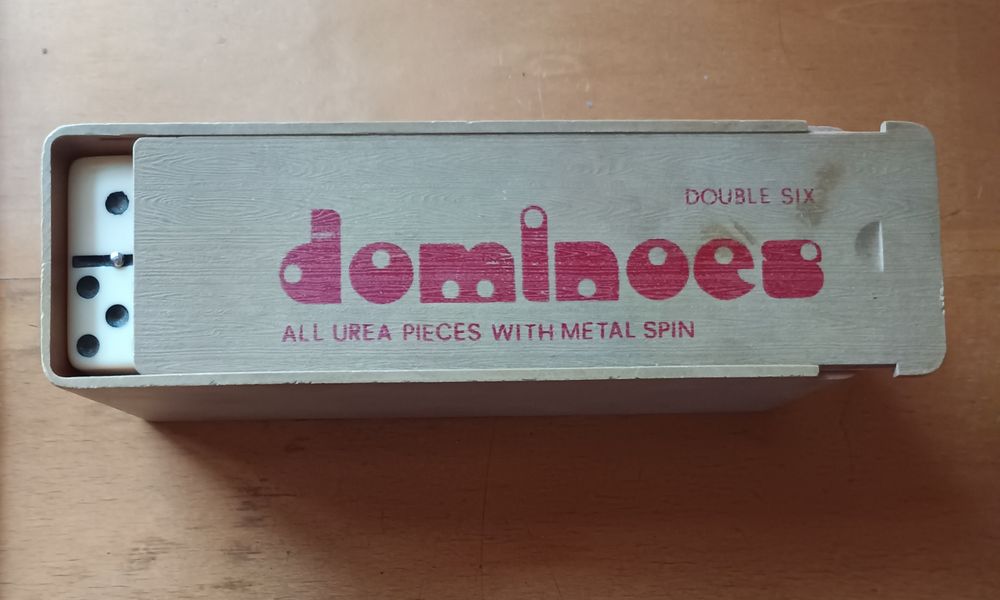 DOUBLE SIX
dominoes
ALL UREA PIECES WITH METAL SPIN